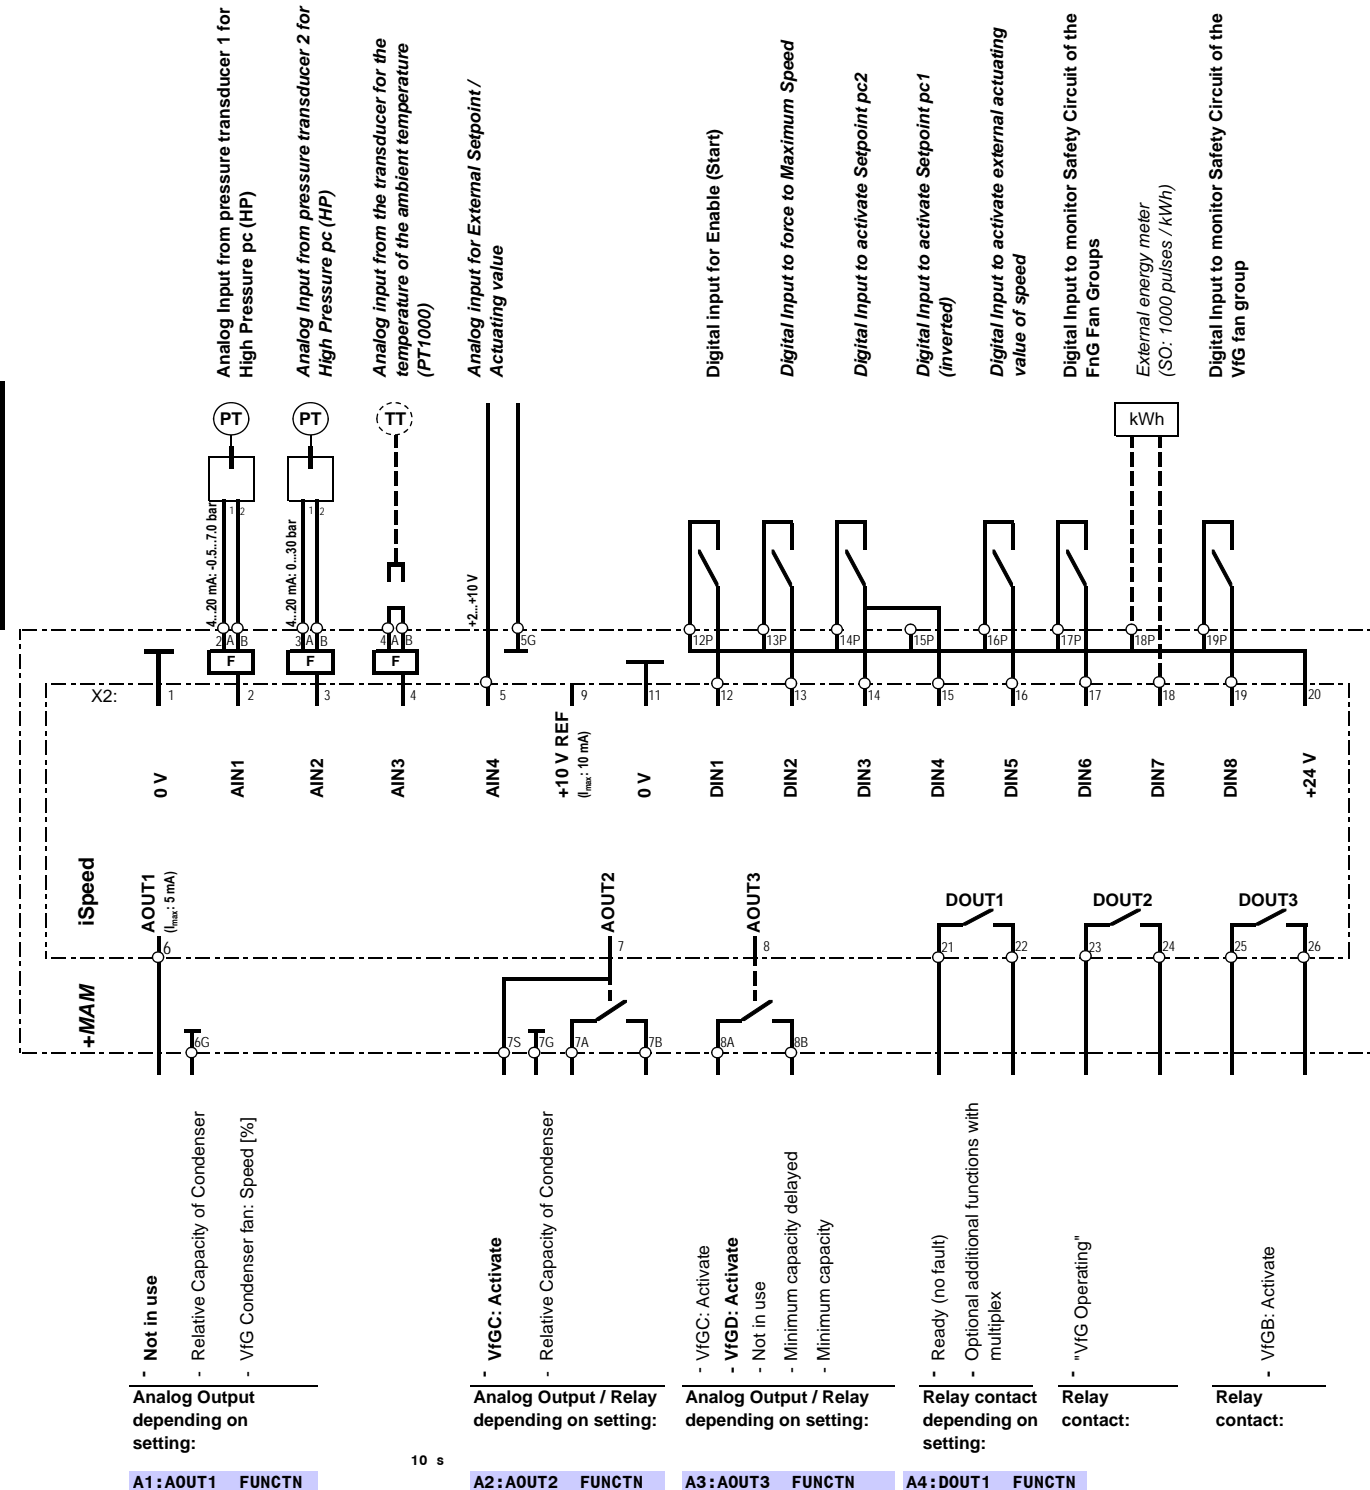 Analog Input from pressure transducer 1 for
High Pressure pc (HP)
Analog Input from pressure transducer 2 for
High Pressure pc (HP)
Analog input from the transducer for the
temperature of the ambient temperature
(PT1000)
Analog input for External Setpoint /
Actuating value
Digital input for Enable (Start)
Digital Input to force to Maximum Speed
Digital Input to activate Setpoint pc2
Digital Input to activate Setpoint pc1
(inverted)
Digital Input to activate external actuating
value of speed
Digital Input to monitor Safety Circuit of the
FnG Fan Groups
External energy meter
(SO: 1000 pulses / kWh)
Digital Input to monitor Safety Circuit of the
VfG fan group
PT
PT
TT
kWh
1 2
1 2
4...20 mA: -0.5...7.0 bar
4...20 mA: 0...30 bar
+2...+10 V
2 A B
3 A B
4 A B
5G
12P
13P
14P
15P
16P
17P
18P
19P
F
F
F
X2:
1
2
3
4
5
9
11
12
13
14
15
16
17
18
19
20
0 V
AIN1
AIN2
AIN3
AIN4
+10 V REF
(Imax: 10 mA)
0 V
DIN1
DIN2
DIN3
DIN4
DIN5
DIN6
DIN7
DIN8
+24 V
iSpeed
AOUT1
(Imax: 5 mA)
AOUT2
AOUT3
DOUT1
DOUT2
DOUT3
6
7
8
21
22
23
24
25
26
+MAM
6G
7S
7G
7A
7B
8A
8B
- Not in use
- Relative Capacity of Condenser
- VfG Condenser fan: Speed [%]
- VfGC: Activate
- Relative Capacity of Condenser
- VfGC: Activate
- VfGD: Activate
- Not in use
- Minimum capacity delayed
- Minimum capacity
- Ready (no fault)
- Optional additional functions with
multiplex
- "VfG Operating"
- VfGB: Activate
Analog Output
depending on
setting:
Analog Output / Relay
depending on setting:
Analog Output / Relay
depending on setting:
Relay contact
depending on
setting:
Relay
contact:
Relay
contact:
10 s
A1:AOUT1 FUNCTN
A2:AOUT2 FUNCTN
A3:AOUT3 FUNCTN
A4:DOUT1 FUNCTN